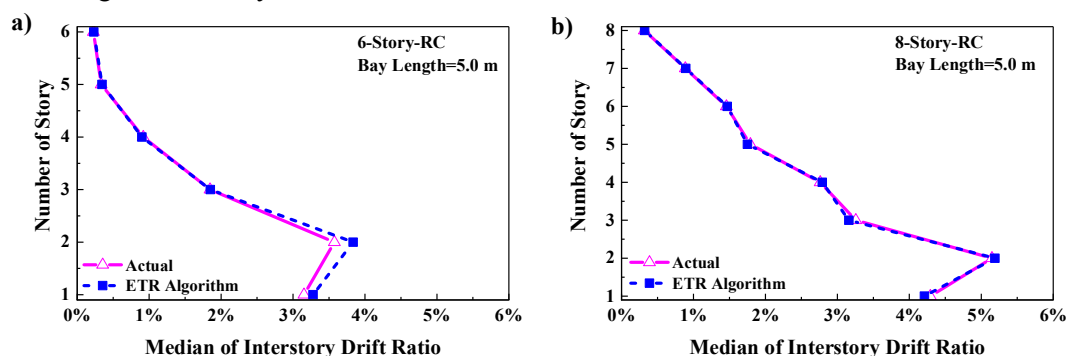 a)
6-Story-RC
Bay Length=5.0 m
Number of Story
6
5
4
3
2
1
Actual
ETR Algorithm
0% 1% 2% 3% 4% 5% 6%
Median of Interstory Drift Ratio
b)
8-Story-RC
Bay Length=5.0 m
Number of Story
8
7
6
5
4
3
2
1
Actual
ETR Algorithm
0% 1% 2% 3% 4% 5% 6%
Median of Interstory Drift Ratio